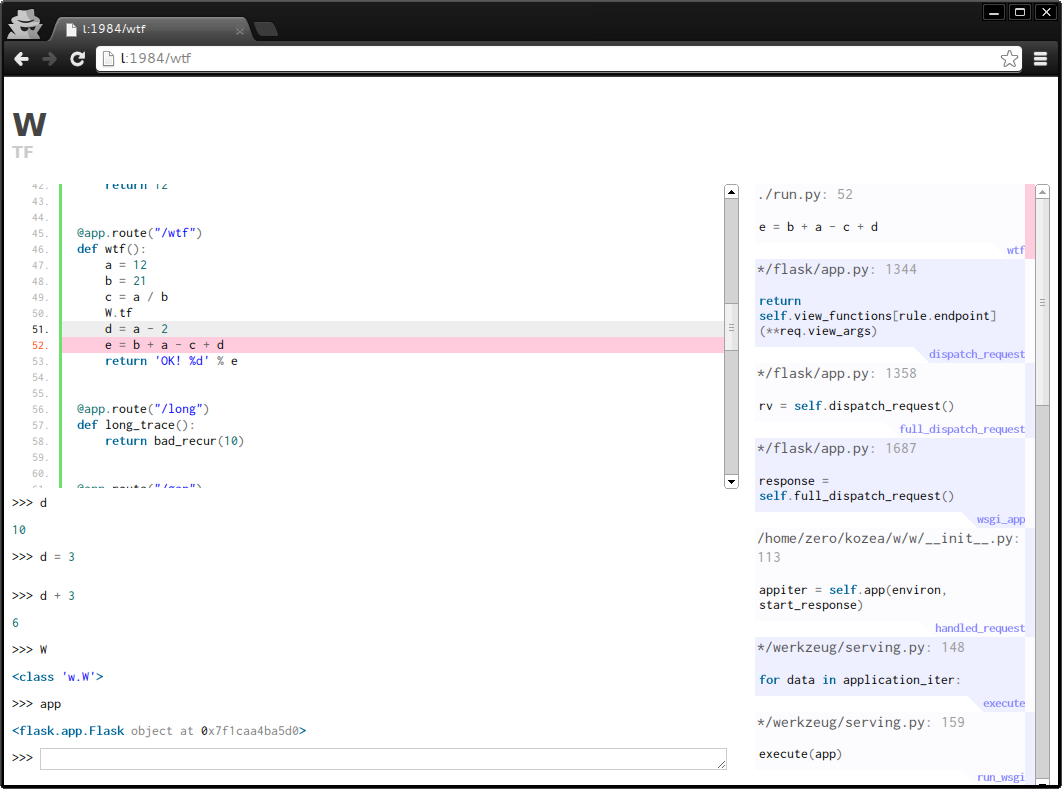 l:1984/wtf
l:1984/wtf
W
TF
42. return 12
43.
44.
45. @app.route("/wtf")
46. def wtf():
47. a = 12
48. b = 21
49. c = a / b
50. W.tf
51. d = a - 2
52. e = b + a - c + d
53. return 'OK! %d' % e
54.
55.
56. @app.route("/long")
57. def long_trace():
58. return bad_recur(10)
59.
60.
61. @app.route("/gen")
>>> d
10
>>> d = 3
>>> d + 3
6
>>> W
<class 'w.W'>
>>> app
<flask.app.Flask object at 0x7f1caa4ba5d0>
>>>
./run.py: 52
e = b + a - c + d
wtf
*/flask/app.py: 1344
return
self.view_functions[rule.endpoint]
(**req.view_args)
dispatch_request
*/flask/app.py: 1358
rv = self.dispatch_request()
full_dispatch_request
*/flask/app.py: 1687
response =
self.full_dispatch_request()
wsgi_app
/home/zero/kozea/w/w/__init__.py:
113
appiter = self.app(environ,
start_response)
handled_request
*/werkzeug/serving.py: 148
for data in application_iter:
execute
*/werkzeug/serving.py: 159
execute(app)
run_wsgi